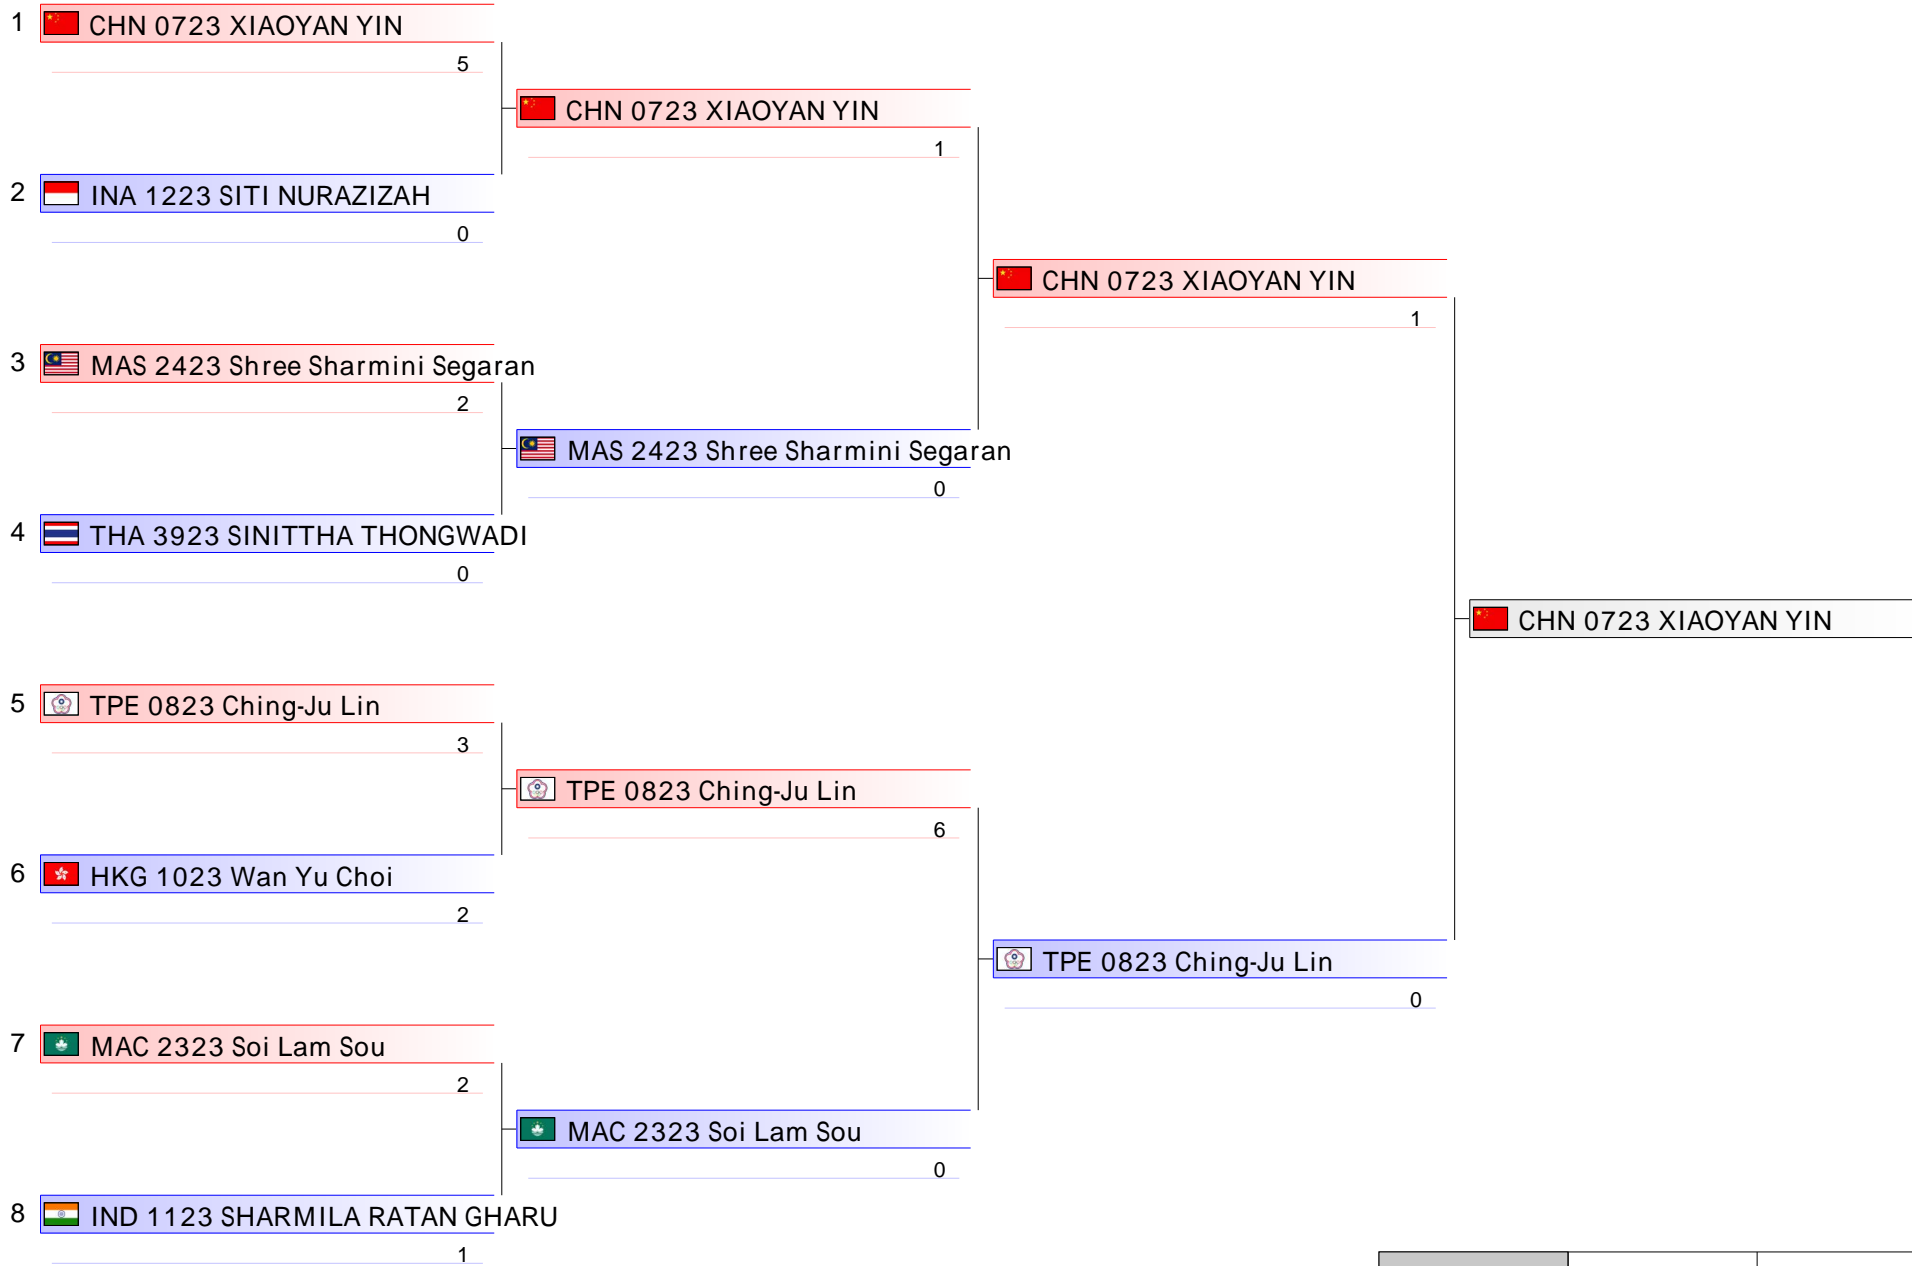 1 CHN 0723 XIAOYAN YIN
5
CHN 0723 XIAOYAN YIN
1
2 INA 1223 SITI NURAZIZAH
0
CHN 0723 XIAOYAN YIN
1
3 MAS 2423 Shree Sharmini Segaran
2
MAS 2423 Shree Sharmini Segaran
0
4 THA 3923 SINITTHA THONGWADI
0
CHN 0723 XIAOYAN YIN
5 TPE 0823 Ching-Ju Lin
3
TPE 0823 Ching-Ju Lin
6
6 HKG 1023 Wan Yu Choi
2
TPE 0823 Ching-Ju Lin
0
7 MAC 2323 Soi Lam Sou
2
MAC 2323 Soi Lam Sou
0
8 IND 1123 SHARMILA RATAN GHARU
1